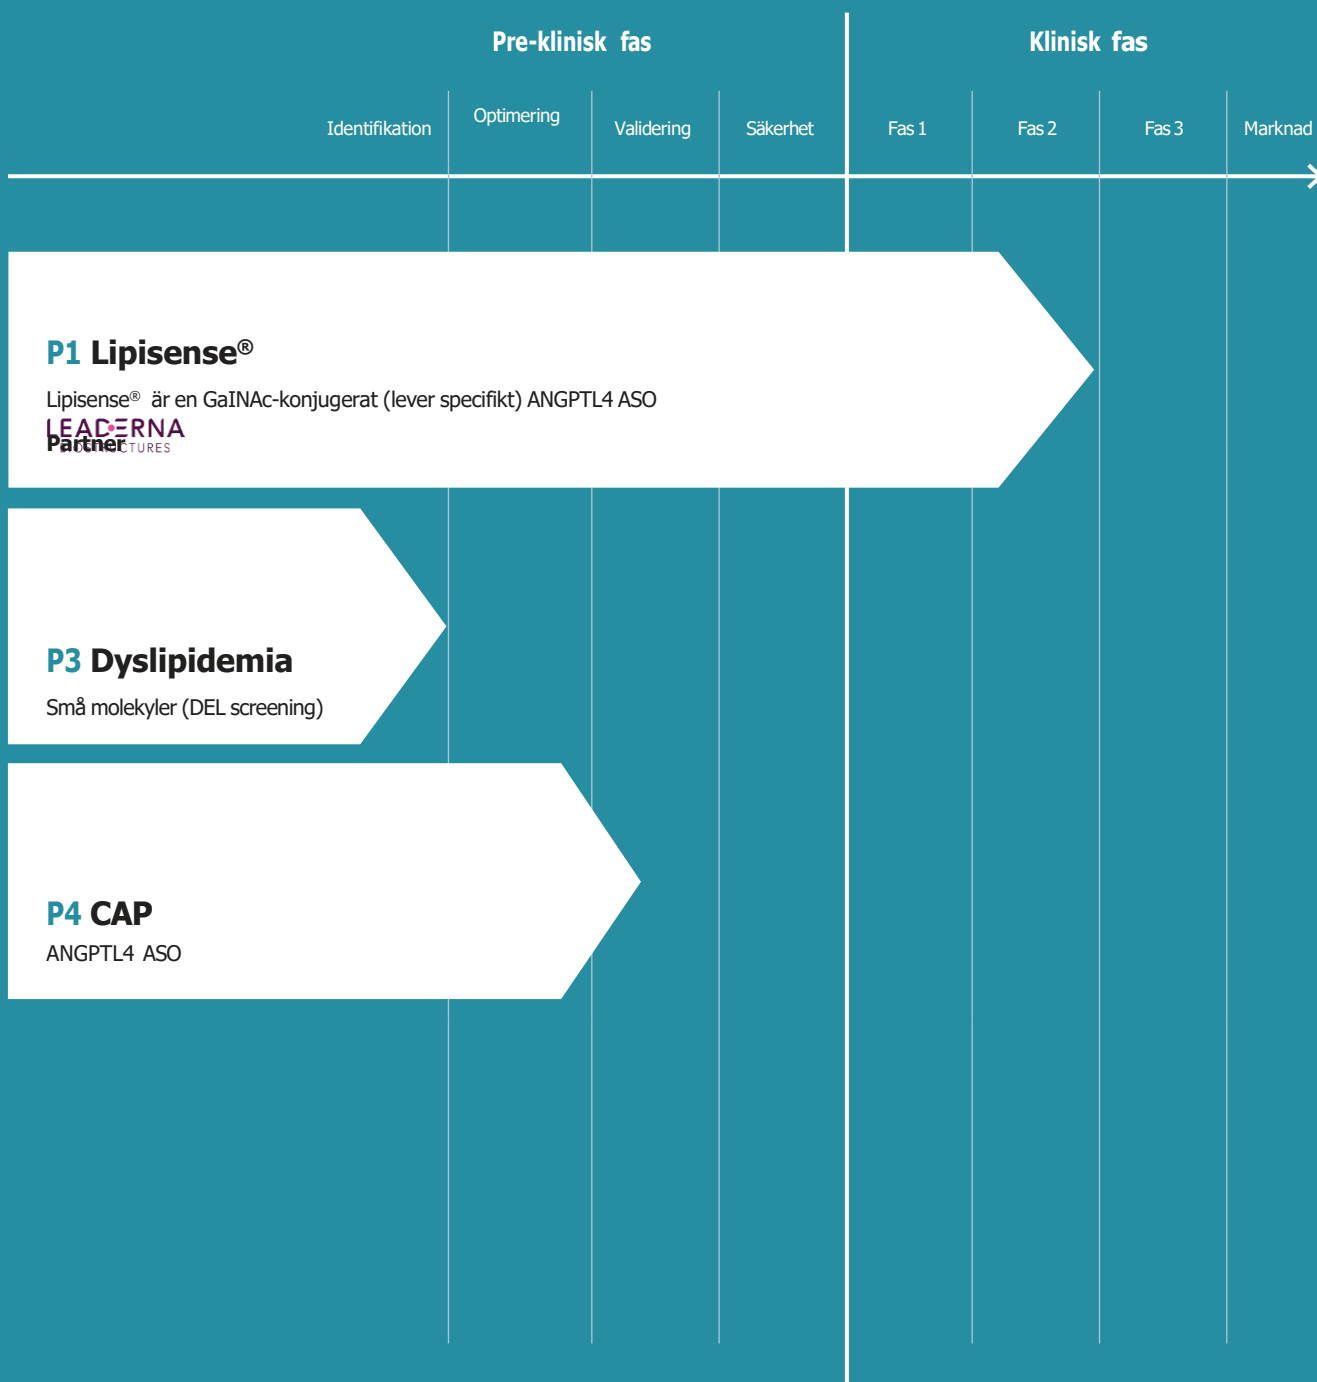 Pre-klinisk fas
Klinisk fas
Identifikation
Optimering
Validering
Säkerhet
Fas 1
Fas 2
Fas 3
Marknad
P1 Lipisense®
Lipisense® är en GaINAc-konjugerat (lever specifikt) ANGPTL4 ASO
LEADERNA
Partner
BIOSTRUCTURES
P3 Dyslipidemia
Små molekyler (DEL screening)
P4 CAP
ANGPTL4 ASO